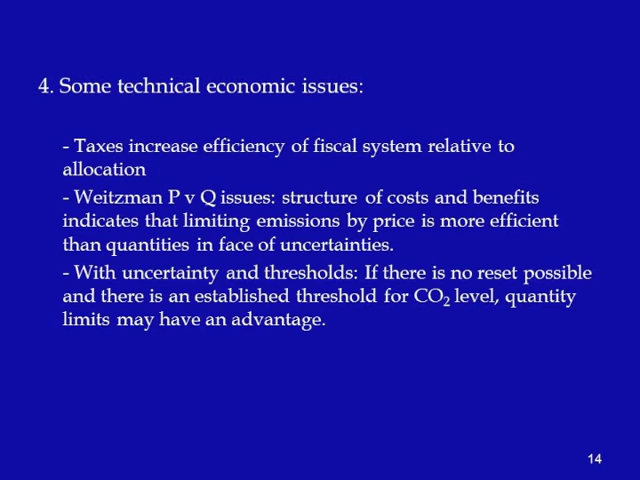 4. Some technical economic issues:
- Taxes increase efficiency of fiscal system relative to
allocation
- Weitzman P v Q issues: structure of costs and benefits
indicates that limiting emissions by price is more efficient
than quantities in face of uncertainties.
- With uncertainty and thresholds: If there is no reset possible
and there is an established threshold for CO₂ level, quantity
limits may have an advantage.
14